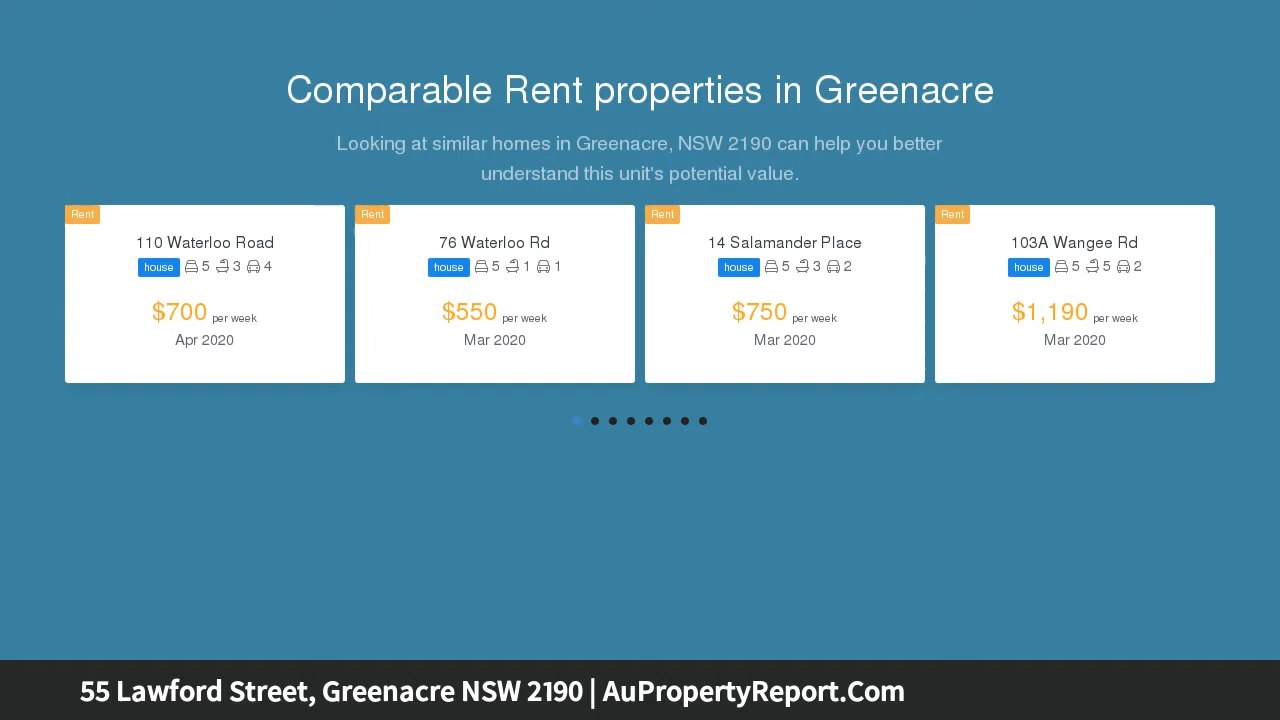 Comparable Rent properties in Greenacre
Looking at similar homes in Greenacre, NSW 2190 can help you better
understand this unit's potential value.
Rent
110 Waterloo Road
house 5 3 4
$700 per week
Apr 2020
Rent
76 Waterloo Rd
house 5 1 1
$550 per week
Mar 2020
Rent
14 Salamander Place
house 5 3 2
$750 per week
Mar 2020
Rent
103A Wangee Rd
house 5 5 2
$1,190 per week
Mar 2020
55 Lawford Street, Greenacre NSW 2190 | AuPropertyReport.Com